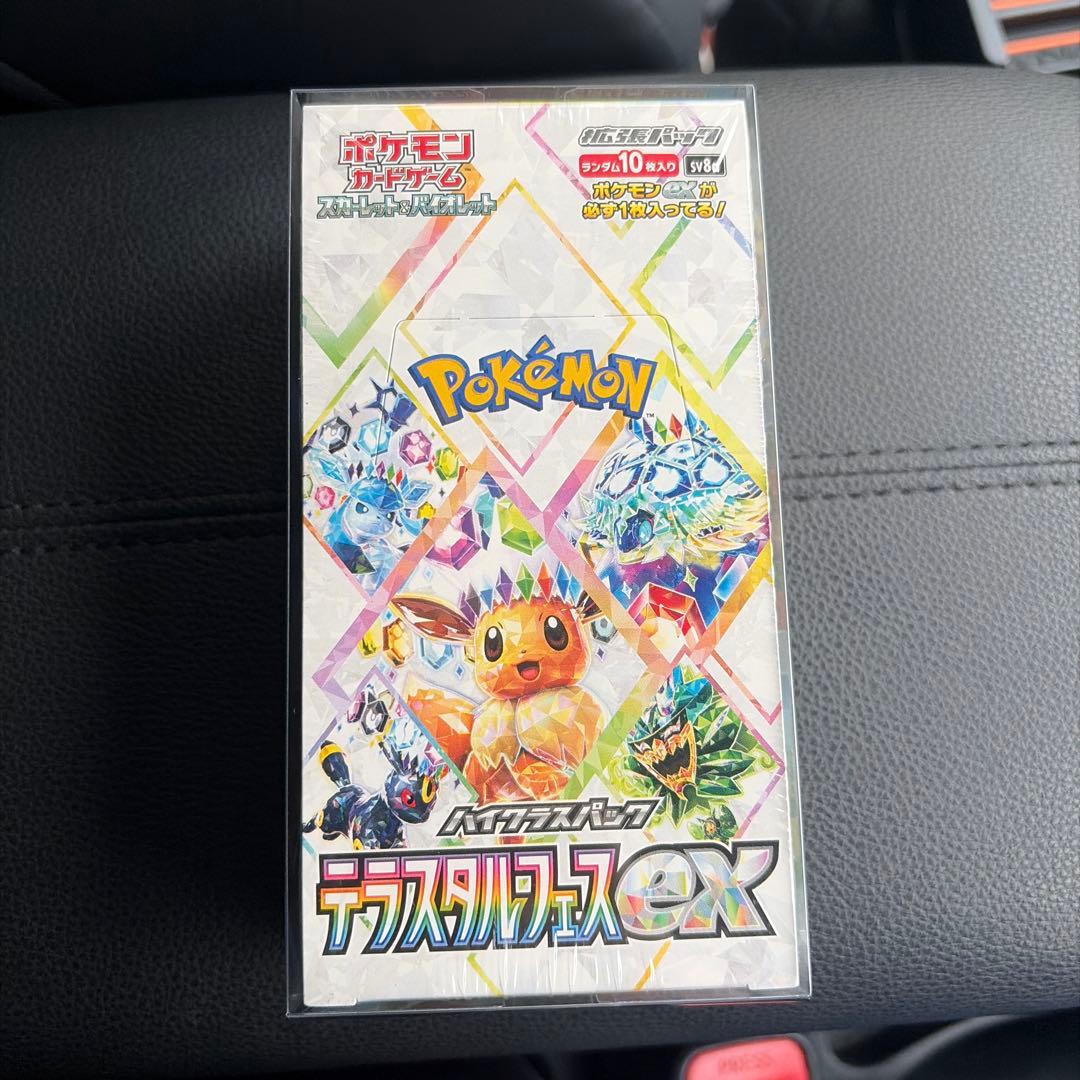 ポケモン
カードゲーム
スカーレット&バイオレット
拡張パック
ランダム10枚入り sv8a
ポケモンexが
必ず1枚入ってる!
POKéMON
TM
ハイクラスパック
テラスタルフェスex
PRESS